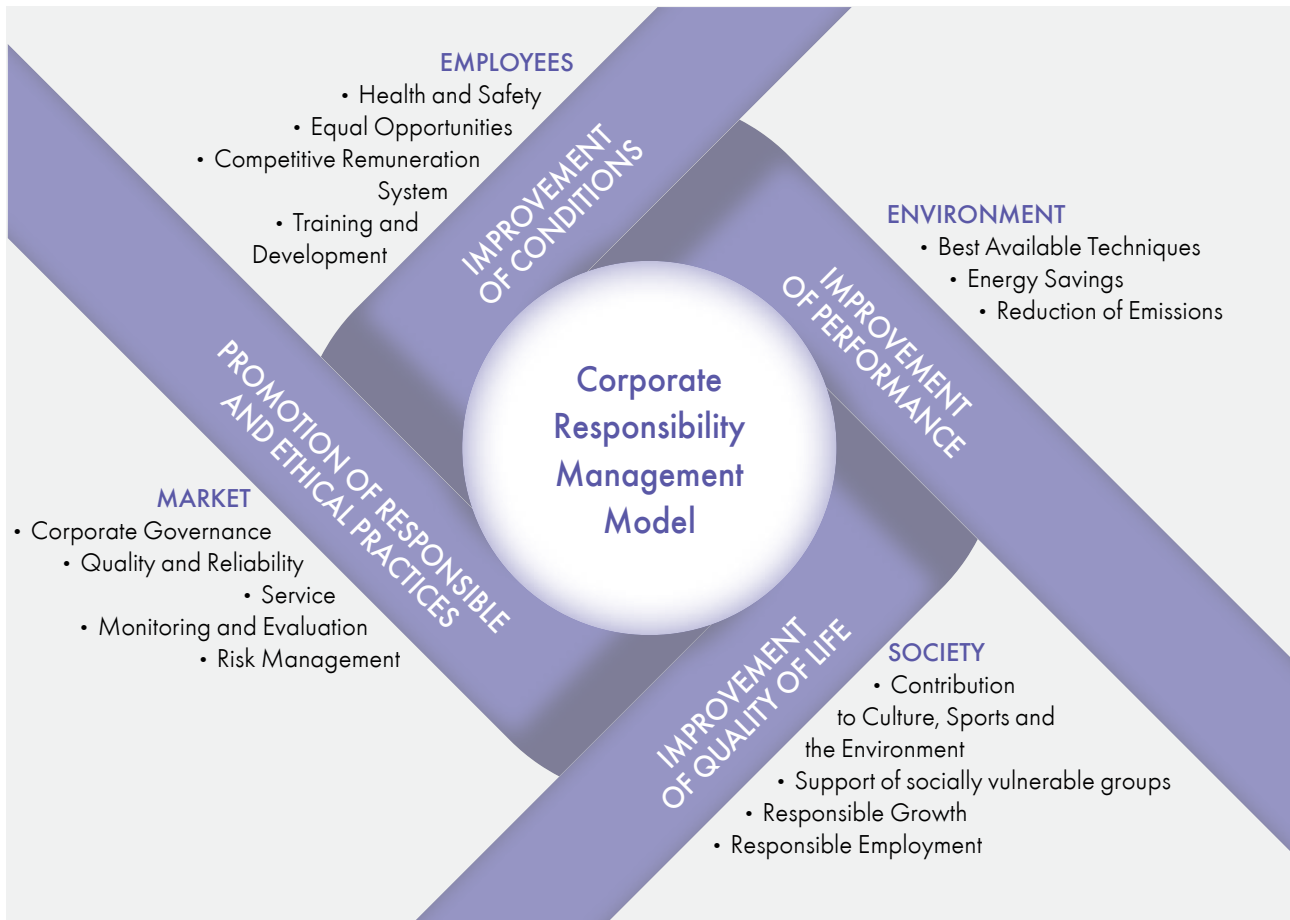 EMPLOYEES
• Health and Safety
• Equal Opportunities
• Competitive Remuneration
System
• Training and
Development
IMPROVEMENT
OF CONDITIONS
ENVIRONMENT
• Best Available Techniques
• Energy Savings
• Reduction of Emissions
IMPROVEMENT
OF PERFORMANCE
Corporate
Responsibility
Management
Model
PROMOTION OF RESPONSIBLE
AND ETHICAL PRACTICES
MARKET
• Corporate Governance
• Quality and Reliability
• Service
• Monitoring and Evaluation
• Risk Management
IMPROVEMENT
OF QUALITY OF LIFE
SOCIETY
• Contribution
to Culture, Sports and
the Environment
• Support of socially vulnerable groups
• Responsible Growth
• Responsible Employment